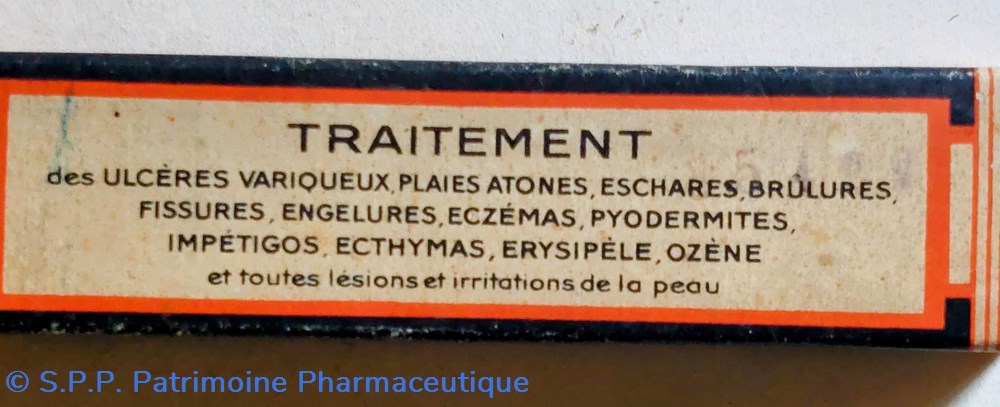 TRAITEMENT
des ULCÈRES VARIQUEUX, PLAIES ATONES, ESCHARES, BRÛLURES,
FISSURES, ENGELURES, ECZÉMAS, PYODERMITES,
IMPÉTIGOS, ECTHYMAS, ERYSIPÈLE, OZÈNE
et toutes lésions et irritations de la peau
© S.P.P. Patrimoine Pharmaceutique